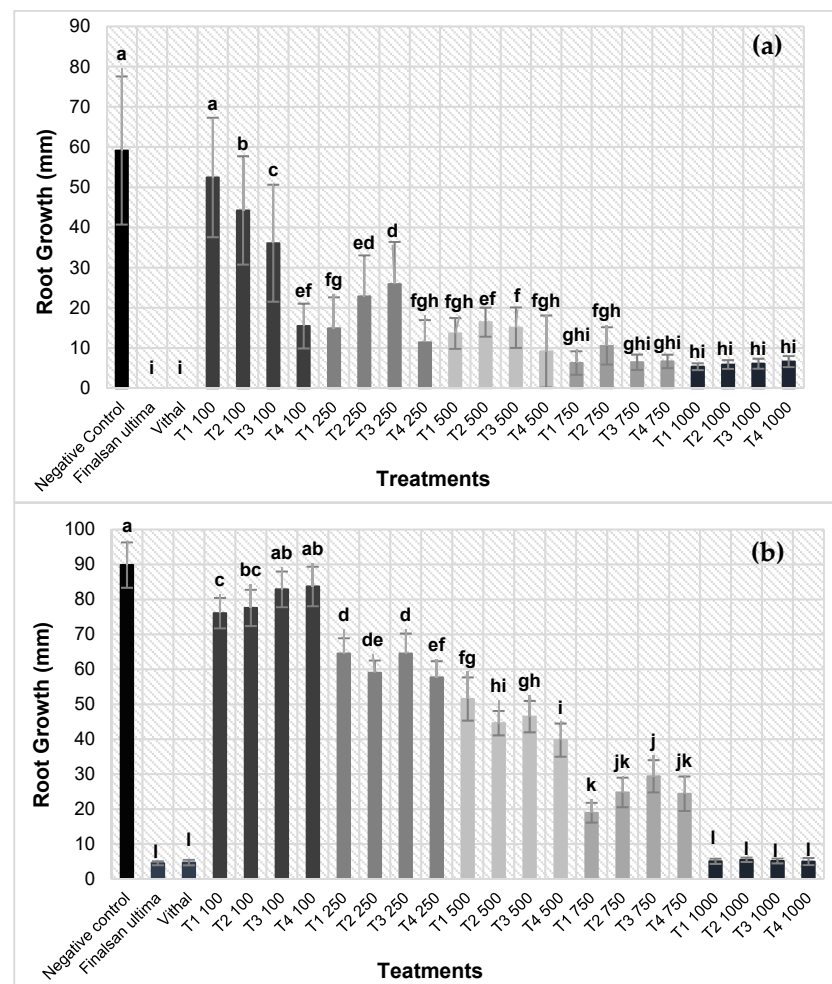 (a)
Root Growth (mm)
90
80
70
60
50
40
30
20
10
0
a
i
i
a
b
c
ef
fg
ed
d
fgh
fgh
ef
f
fgh
ghi
fgh
ghi
ghi
hi
hi
hi
hi
Negative Control
Finalsan ultima
Vithal
T1 100
T2 100
T3 100
T4 100
T1 250
T2 250
T3 250
T4 250
T1 500
T2 500
T3 500
T4 500
T1 750
T2 750
T3 750
T4 750
T1 1000
T2 1000
T3 1000
T4 1000
Treatments
(b)
Root Growth (mm)
100
90
80
70
60
50
40
30
20
10
0
a
l
l
c
bc
ab
ab
d
de
d
ef
fg
hi
gh
i
k
jk
j
jk
l
l
l
l
Negative control
Finalsan ultima
Vithal
T1 100
T2 100
T3 100
T4 100
T1 250
T2 250
T3 250
T4 250
T1 500
T2 500
T3 500
T4 500
T1 750
T2 750
T3 750
T4 750
T1 1000
T2 1000
T3 1000
T4 1000
Teatments